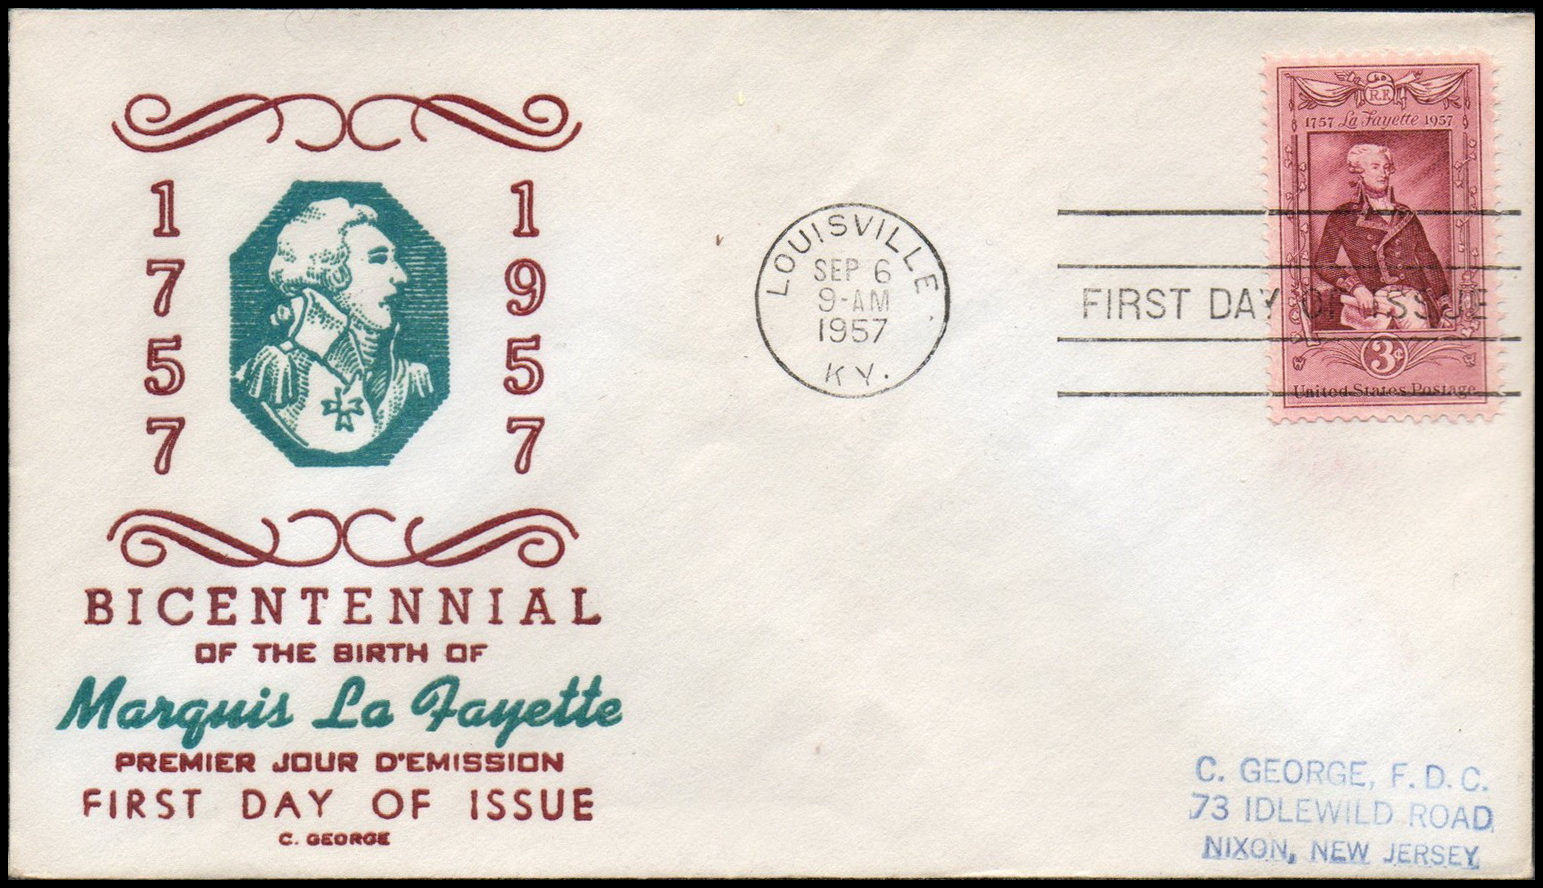 1757
1957
BICENTENNIAL
OF THE BIRTH OF
Marquis La Fayette
PREMIER JOUR D'EMISSION
FIRST DAY OF ISSUE
C. GEORGE
LOUISVILLE
SEP 6
9-AM
1957
KY.
FIRST DAY OF ISSUE
R.F.
1757 La Fayette 1957
3¢
United States Postage
C. GEORGE, F. D. C.
73 IDLEWILD ROAD
NIXON, NEW JERSEY